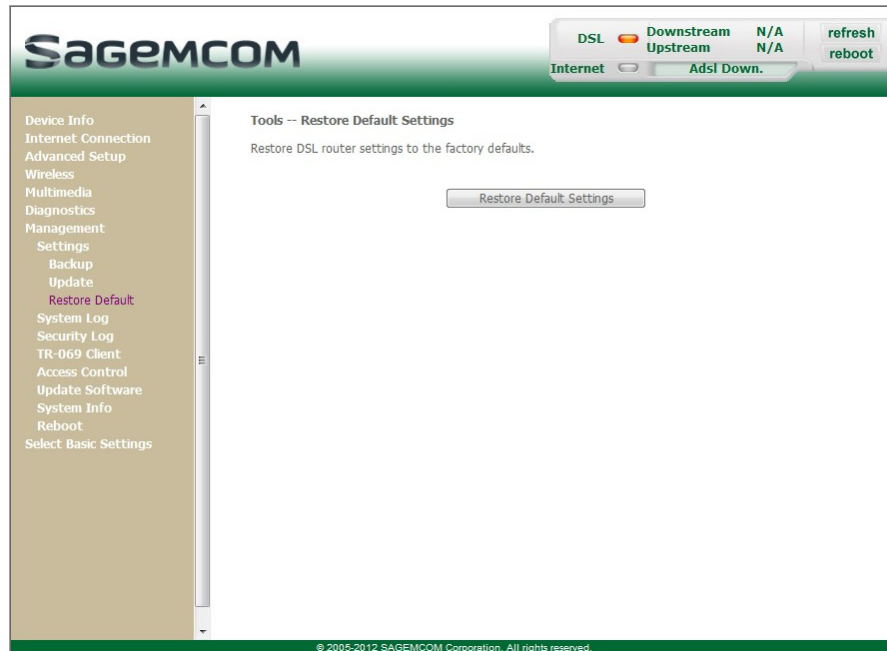 SAGEMCOM
DSL Downstream N/A refresh
Upstream N/A reboot
Internet Adsl Down.
Device Info
Internet Connection
Advanced Setup
Wireless
Multimedia
Diagnostics
Management
Settings
Backup
Update
Restore Default
System Log
Security Log
TR-069 Client
Access Control
Update Software
System Info
Reboot
Select Basic Settings
Tools -- Restore Default Settings
Restore DSL router settings to the factory defaults.
Restore Default Settings
© 2005-2012 SAGEMCOM Corporation. All rights reserved.